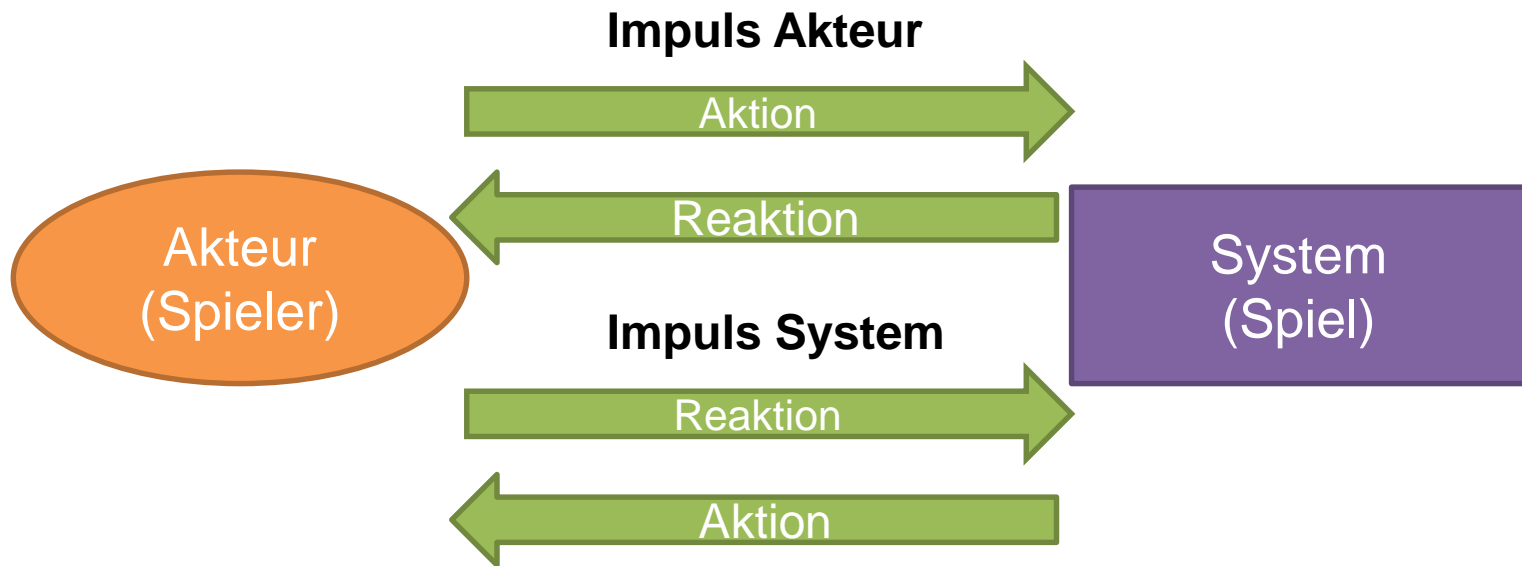 Impuls Akteur
Aktion
Reaktion
Akteur
(Spieler)
System
(Spiel)
Impuls System
Reaktion
Aktion